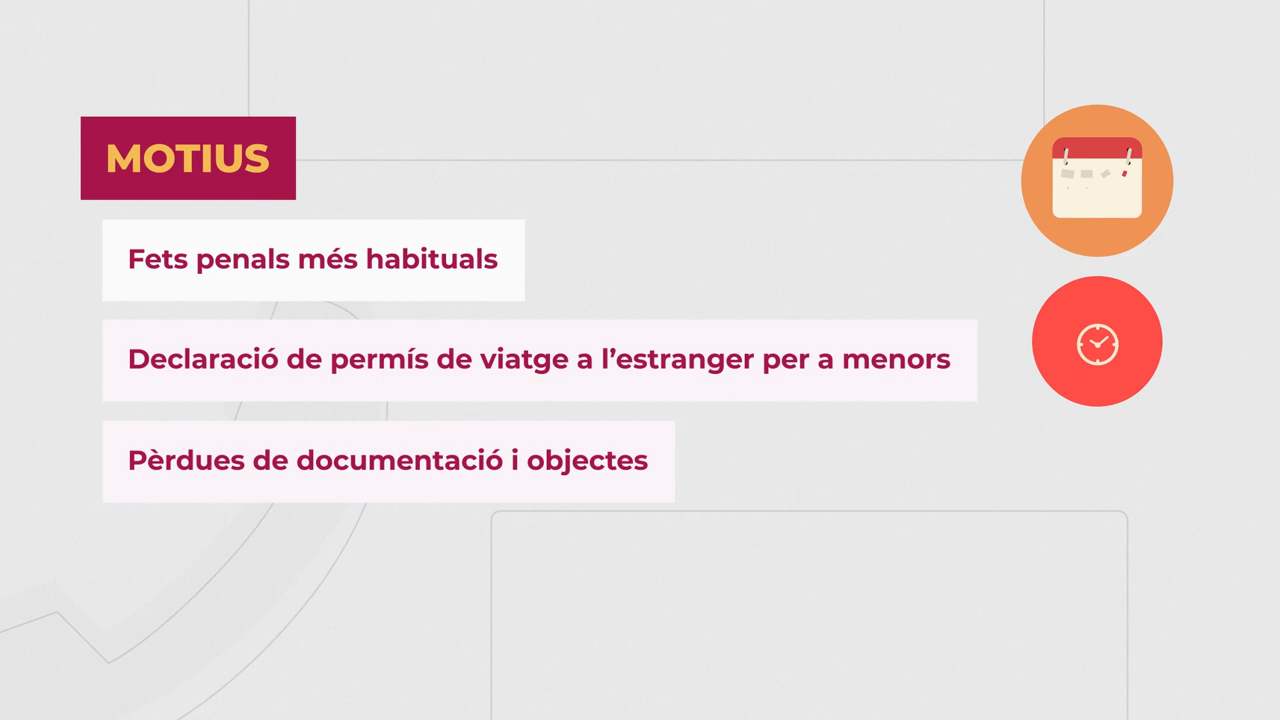 MOTIUS
Fets penals més habituals
Declaració de permís de viatge a l’estranger per a menors
Pèrdues de documentació i objectes